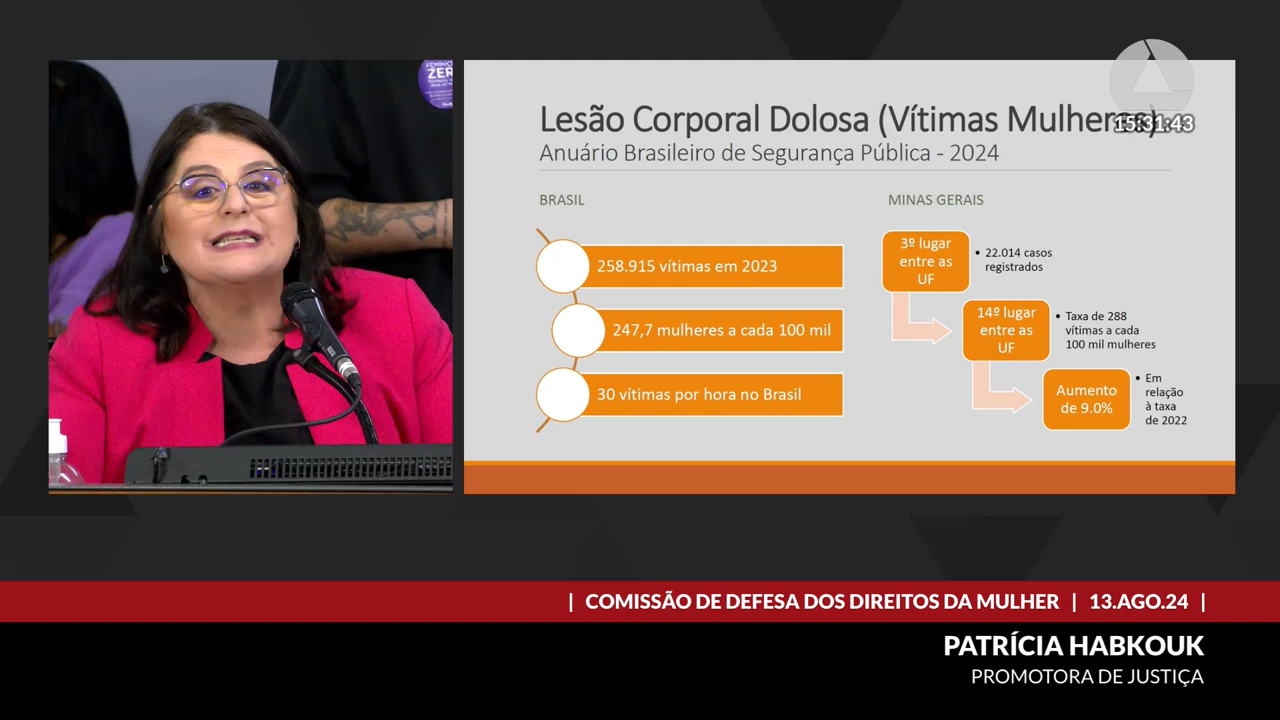 ZER
Lesão Corporal Dolosa (Vítimas Mulheres)
15:31:43
Anuário Brasileiro de Segurança Pública - 2024
BRASIL
258.915 vítimas em 2023
247,7 mulheres a cada 100 mil
30 vítimas por hora no Brasil
MINAS GERAIS
3º lugar
entre as
UF
• 22.014 casos
registrados
14º lugar
entre as
UF
• Taxa de 288
vítimas a cada
100 mil mulheres
Aumento
de 9.0%
• Em
relação
à taxa
de 2022
| COMISSÃO DE DEFESA DOS DIREITOS DA MULHER | 13.AGO.24 |
PATRÍCIA HABKOUK
PROMOTORA DE JUSTIÇA